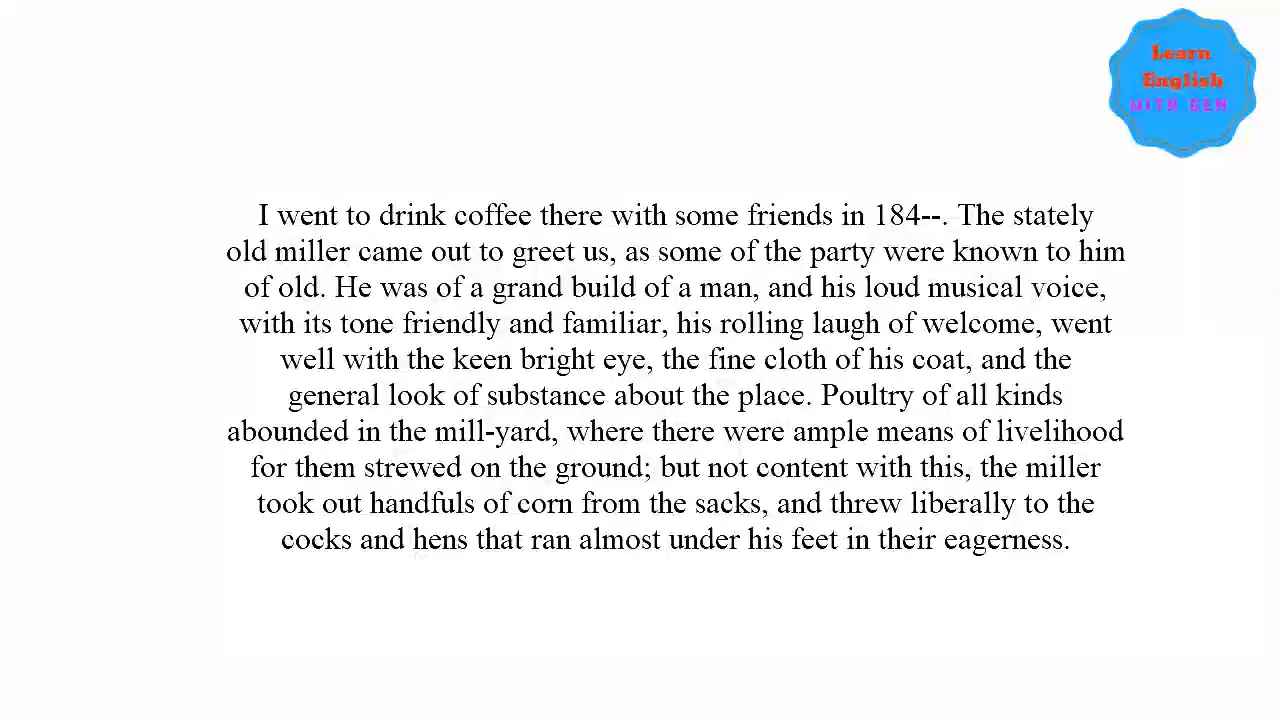 Learn
English
WITH GEM
I went to drink coffee there with some friends in 184--. The stately
old miller came out to greet us, as some of the party were known to him
of old. He was of a grand build of a man, and his loud musical voice,
with its tone friendly and familiar, his rolling laugh of welcome, went
well with the keen bright eye, the fine cloth of his coat, and the
general look of substance about the place. Poultry of all kinds
abounded in the mill-yard, where there were ample means of livelihood
for them strewed on the ground; but not content with this, the miller
took out handfuls of corn from the sacks, and threw liberally to the
cocks and hens that ran almost under his feet in their eagerness.